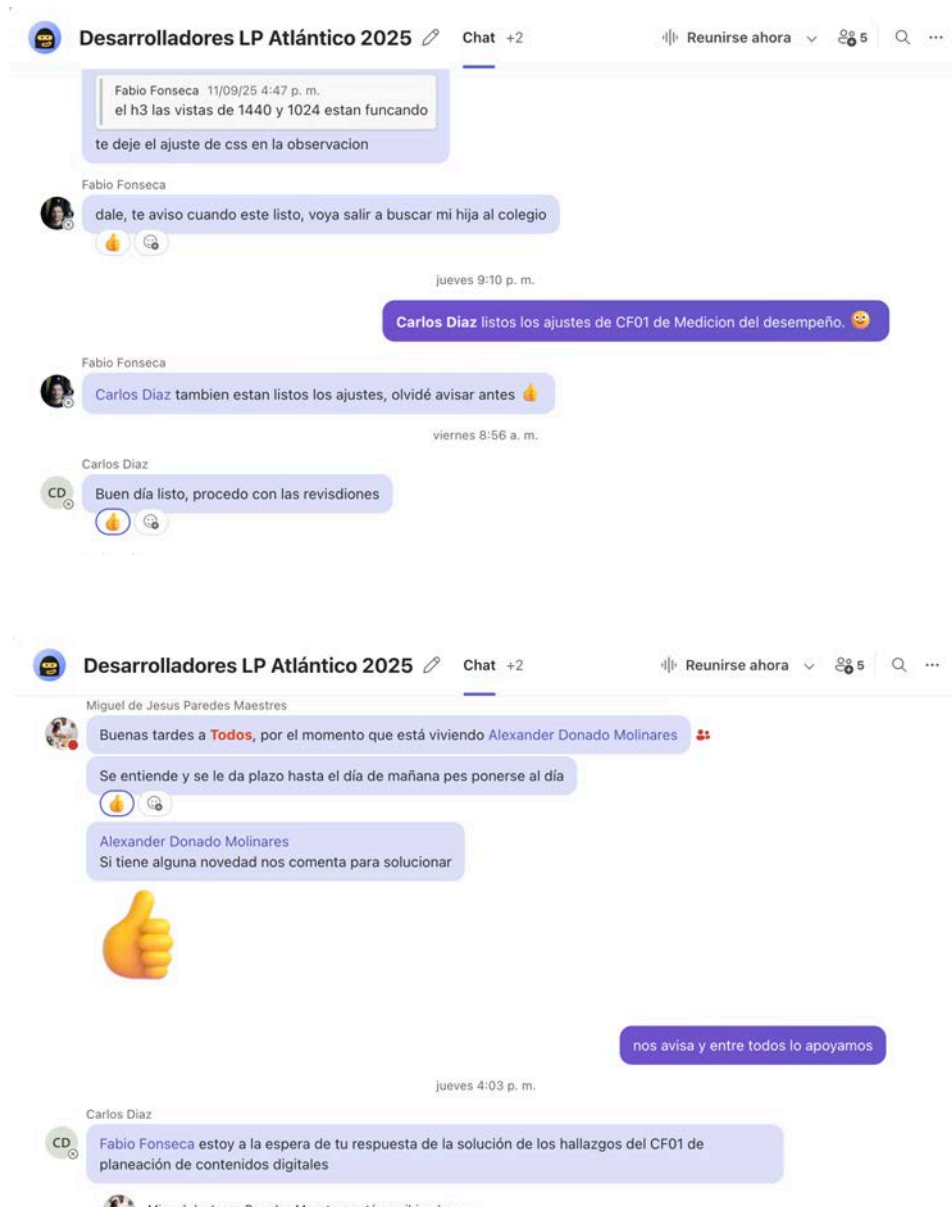 Desarrolladores LP Atlántico 2025
Chat +2
Reunirse ahora
5
Fabio Fonseca 11/09/25 4:47 p. m.
el h3 las vistas de 1440 y 1024 estan funcando
te deje el ajuste de css en la observacion
Fabio Fonseca
dale, te aviso cuando este listo, voya salir a buscar mi hija al colegio
jueves 9:10 p. m.
Carlos Diaz listos los ajustes de CF01 de Medicion del desempeño.
Fabio Fonseca
Carlos Diaz tambien estan listos los ajustes, olvidé avisar antes
viernes 8:56 a. m.
Carlos Diaz
CD
Buen día listo, procedo con las revisdiones
Desarrolladores LP Atlántico 2025
Chat +2
Reunirse ahora
5
Miguel de Jesus Paredes Maestres
Buenas tardes a Todos, por el momento que está viviendo Alexander Donado Molinares
Se entiende y se le da plazo hasta el día de mañana pes ponerse al día
Alexander Donado Molinares
Si tiene alguna novedad nos comenta para solucionar
nos avisa y entre todos lo apoyamos
jueves 4:03 p. m.
Carlos Diaz
CD
Fabio Fonseca estoy a la espera de tu respuesta de la solución de los hallazgos del CF01 de
planeación de contenidos digitales